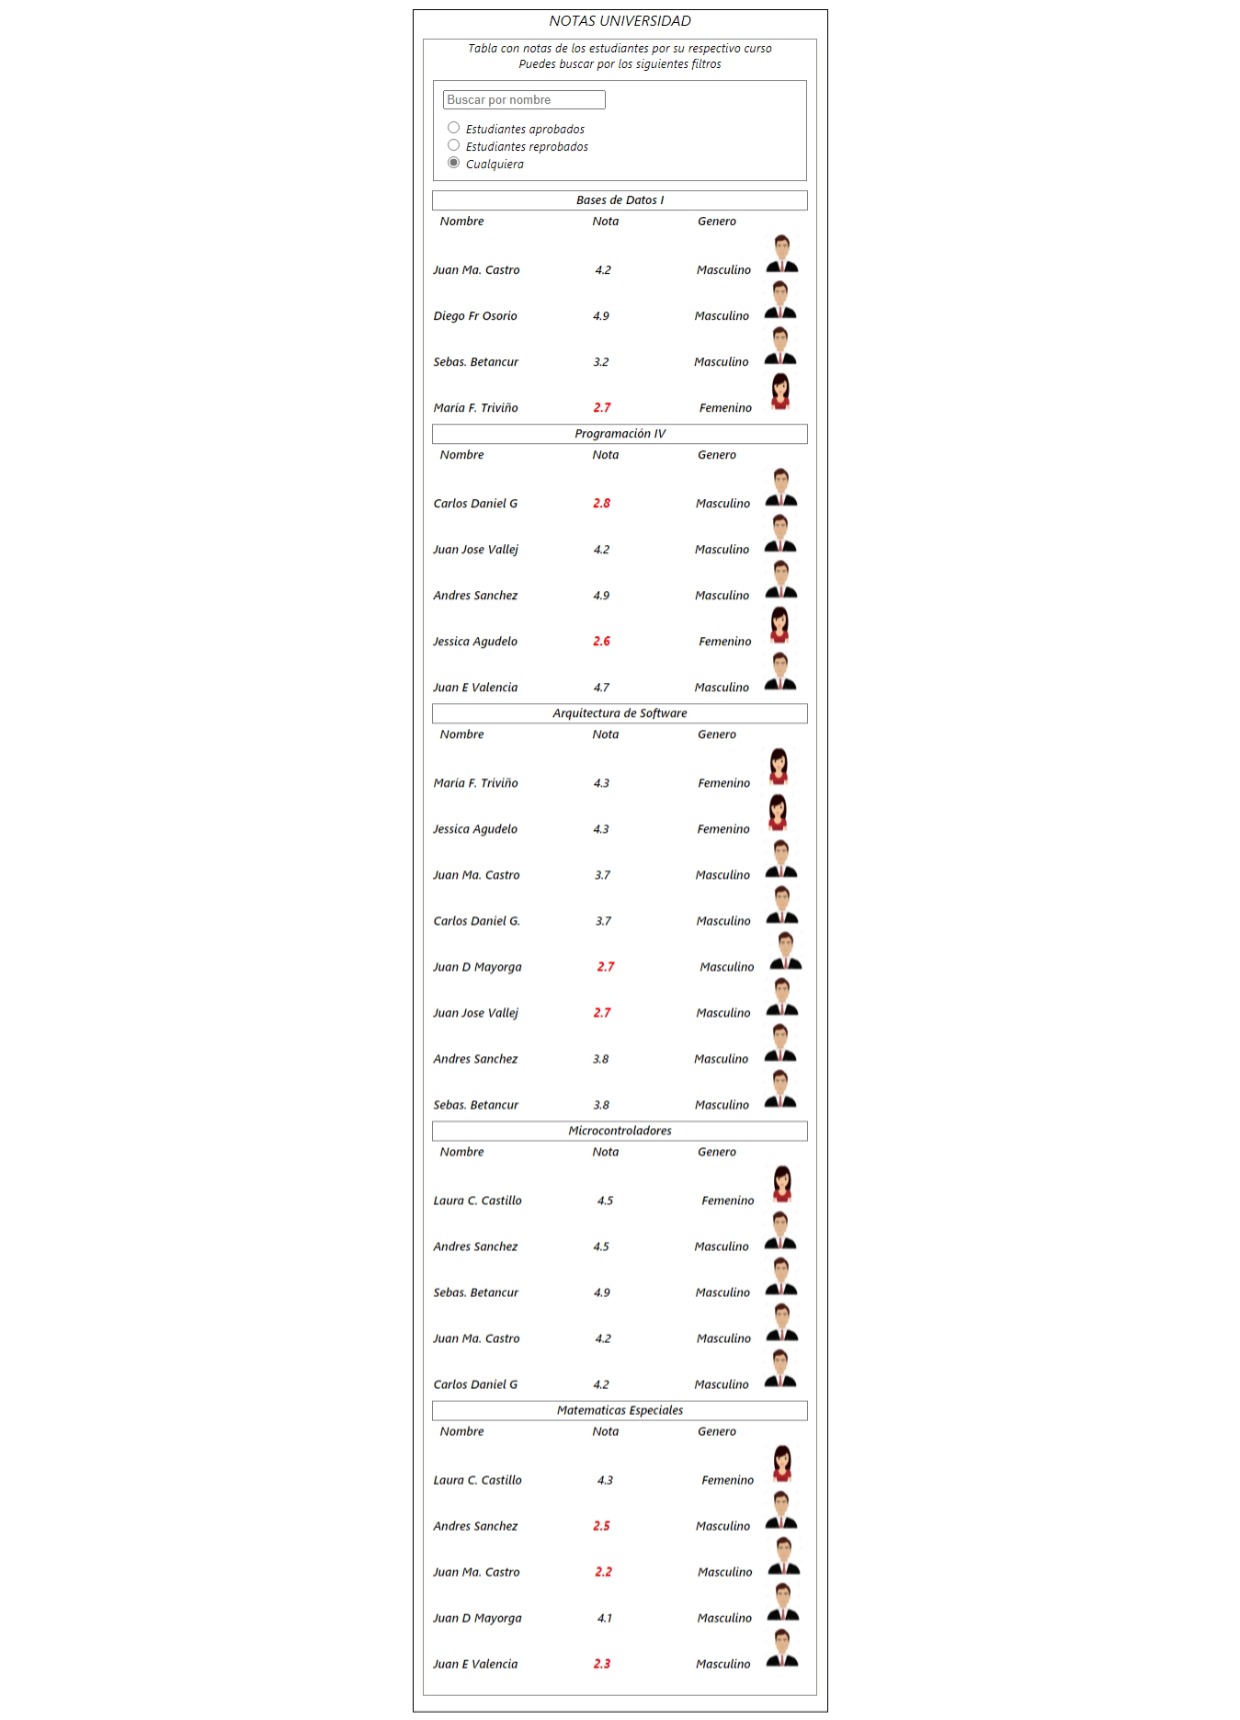 NOTAS UNIVERSIDAD
Tabla con notas de los estudiantes por su respectivo curso
Puedes buscar por los siguientes filtros
Buscar por nombre
Estudiantes aprobados
Estudiantes reprobados
Cualquiera
Bases de Datos I
Nombre Nota Genero
Juan Ma. Castro 4.2 Masculino
Diego Fr Osorio 4.9 Masculino
Sebas. Betancur 3.2 Masculino
María F. Triviño 2.7 Femenino
Programación IV
Nombre Nota Genero
Carlos Daniel G 2.8 Masculino
Juan Jose Vallej 4.2 Masculino
Andres Sanchez 4.9 Masculino
Jessica Agudelo 2.6 Femenino
Juan E Valencia 4.7 Masculino
Arquitectura de Software
Nombre Nota Genero
María F. Triviño 4.3 Femenino
Jessica Agudelo 4.3 Femenino
Juan Ma. Castro 3.7 Masculino
Carlos Daniel G. 3.7 Masculino
Juan D Mayorga 2.7 Masculino
Juan Jose Vallej 2.7 Masculino
Andres Sanchez 3.8 Masculino
Sebas. Betancur 3.8 Masculino
Microcontroladores
Nombre Nota Genero
Laura C. Castillo 4.5 Femenino
Andres Sanchez 4.5 Masculino
Sebas. Betancur 4.9 Masculino
Juan Ma. Castro 4.2 Masculino
Carlos Daniel G 4.2 Masculino
Matematicas Especiales
Nombre Nota Genero
Laura C. Castillo 4.3 Femenino
Andres Sanchez 2.5 Masculino
Juan Ma. Castro 2.2 Masculino
Juan D Mayorga 4.1 Masculino
Juan E Valencia 2.3 Masculino